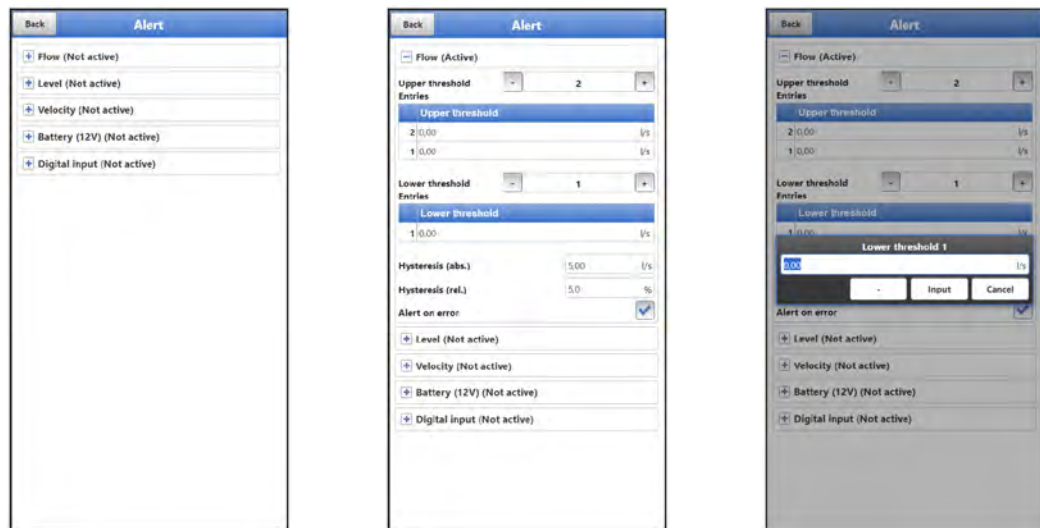 Back Alert
Flow (Not active)
Level (Not active)
Velocity (Not active)
Battery (12V) (Not active)
Digital input (Not active)
Back Alert
Flow (Active)
Upper threshold - 2 +
Entries
Upper threshold
2 0,00 l/s
1 0,00 l/s
Lower threshold - 1 +
Entries
Lower threshold
1 0,00 l/s
Hysteresis (abs.) 5,00 l/s
Hysteresis (rel.) 5,0 %
Alert on error
Level (Not active)
Velocity (Not active)
Battery (12V) (Not active)
Digital input (Not active)
Back Alert
Flow (Active)
Upper threshold - 2 +
Entries
Upper threshold
2 0,00 l/s
1 0,00 l/s
Lower threshold - 1 +
Entries
Lower threshold
1 0,00 l/s
Lower threshold 1
0,00 l/s
- Input Cancel
Alert on error
Level (Not active)
Velocity (Not active)
Battery (12V) (Not active)
Digital input (Not active)